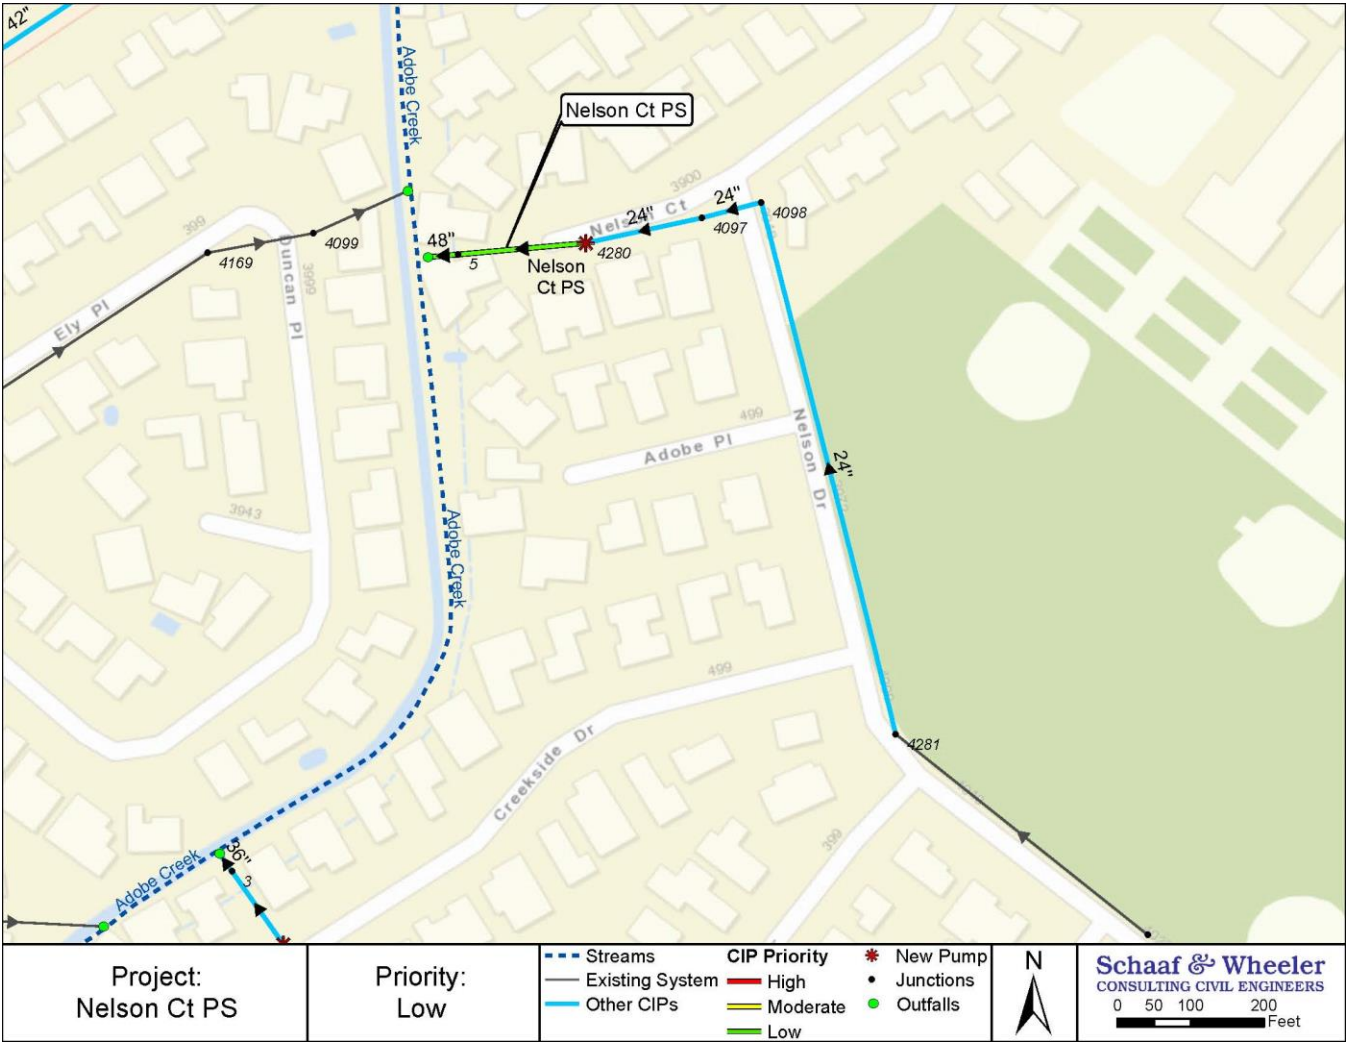 42"
Adobe Creek
Nelson Ct PS
3900
24"
24"
4098
Nelson Ct
4097
399
4099
4169
48"
5
4280
Nelson
Ct PS
Duncan Pl
3999
Ely Pl
499
Adobe Pl
Nelson Dr
24"
3943
Adobe Creek
499
4281
Creekside Dr
399
36"
3
Adobe Creek
Project:
Nelson Ct PS
Priority:
Low
Streams
Existing System
Other CIPs
CIP Priority
High
Moderate
Low
New Pump
Junctions
Outfalls
N
Schaaf & Wheeler
CONSULTING CIVIL ENGINEERS
0 50 100 200
Feet